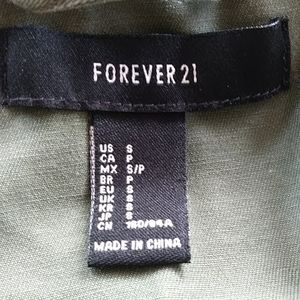 FOREVER 21
US S
CA P
MX S/P
BR P
EU S
UK S
KR S
JP S
CN 160/84A
MADE IN CHINA